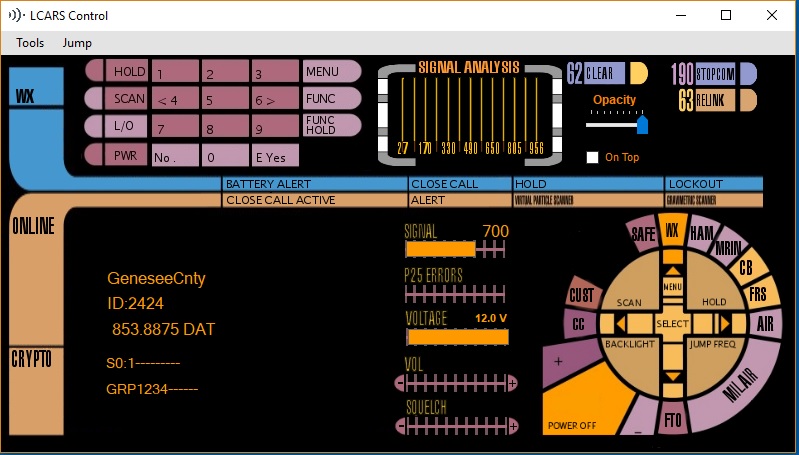 LCARS Control
Tools Jump
WX
HOLD 1 2 3 MENU
SCAN < 4 5 6 > FUNC
L/O 7 8 9 FUNC HOLD
PWR No . 0 E Yes
SIGNAL ANALYSIS
27 170 330 490 650 805 956
62 CLEAR
Opacity
On Top
190 STOPCOM
63 RELINK
BATTERY ALERT CLOSE CALL HOLD LOCKOUT
CLOSE CALL ACTIVE ALERT VIRTUAL PARTICLE SCANNER GRAVIMETRIC SCANNER
ONLINE
CRYPTO
GeneseeCnty
ID:2424
853.8875 DAT
S0:1---------
GRP1234------
SIGNAL 700
P25 ERRORS
VOLTAGE 12.0 V
VOL
- +
SQUELCH
- +
SAFE
WX
HAM
MRIN
CB
FRS
AIR
MILAIR
FTO
CUST
CC
MENU
SCAN
HOLD
SELECT
BACKLIGHT
JUMP FREQ
+
POWER OFF
_